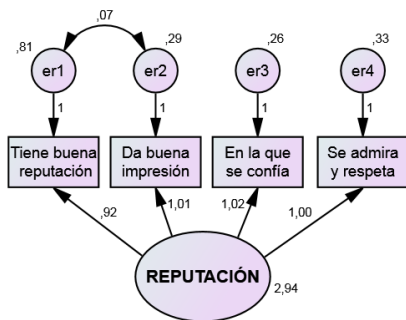 ,07
,81
,29
,26
,33
er1
er2
er3
er4
1
1
1
1
Tiene buena
reputación
Da buena
impresión
En la que
se confía
Se admira
y respeta
,92
1,01
1,02
1,00
REPUTACIÓN
2,94